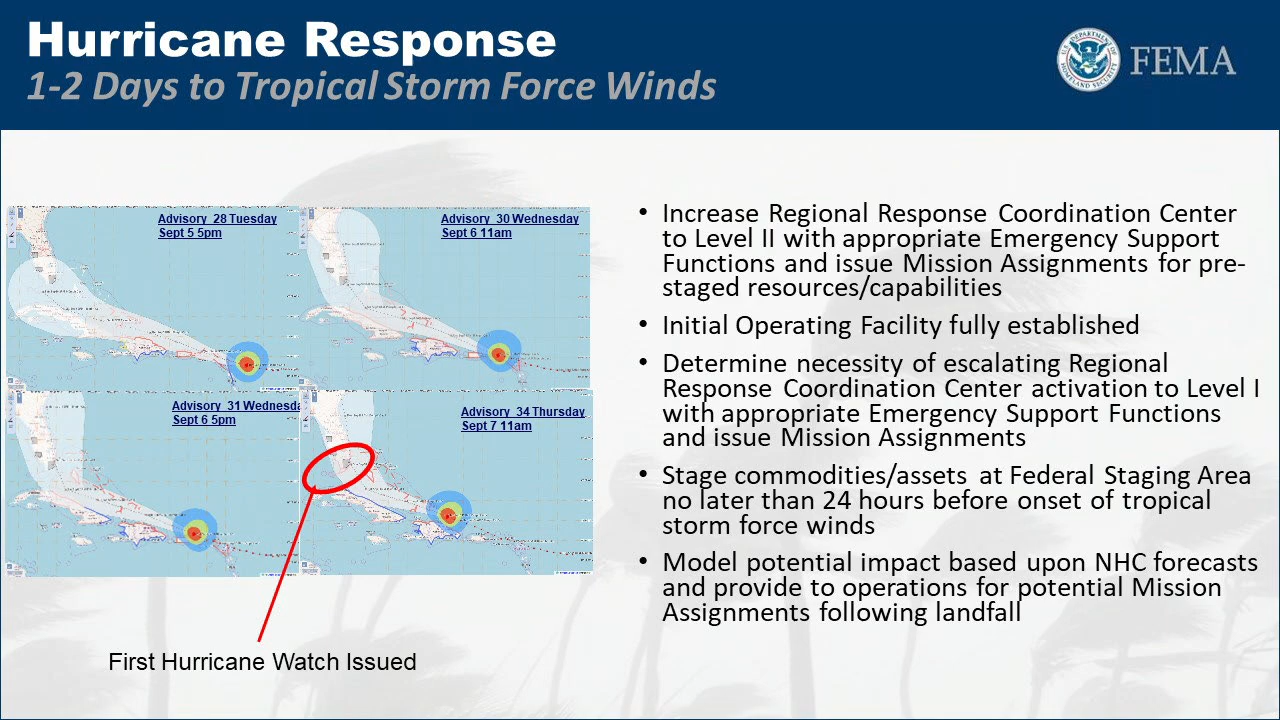 Hurricane Response
1-2 Days to Tropical Storm Force Winds
FEMA
Advisory 28 Tuesday
Sept 5 5pm
Advisory 30 Wednesday
Sept 6 11am
Advisory 31 Wednesda
Sept 6 5pm
Advisory 34 Thursday
Sept 7 11am
First Hurricane Watch Issued
• Increase Regional Response Coordination Center
to Level II with appropriate Emergency Support
Functions and issue Mission Assignments for pre-
staged resources/capabilities
• Initial Operating Facility fully established
• Determine necessity of escalating Regional
Response Coordination Center activation to Level I
with appropriate Emergency Support Functions
and issue Mission Assignments
• Stage commodities/assets at Federal Staging Area
no later than 24 hours before onset of tropical
storm force winds
• Model potential impact based upon NHC forecasts
and provide to operations for potential Mission
Assignments following landfall